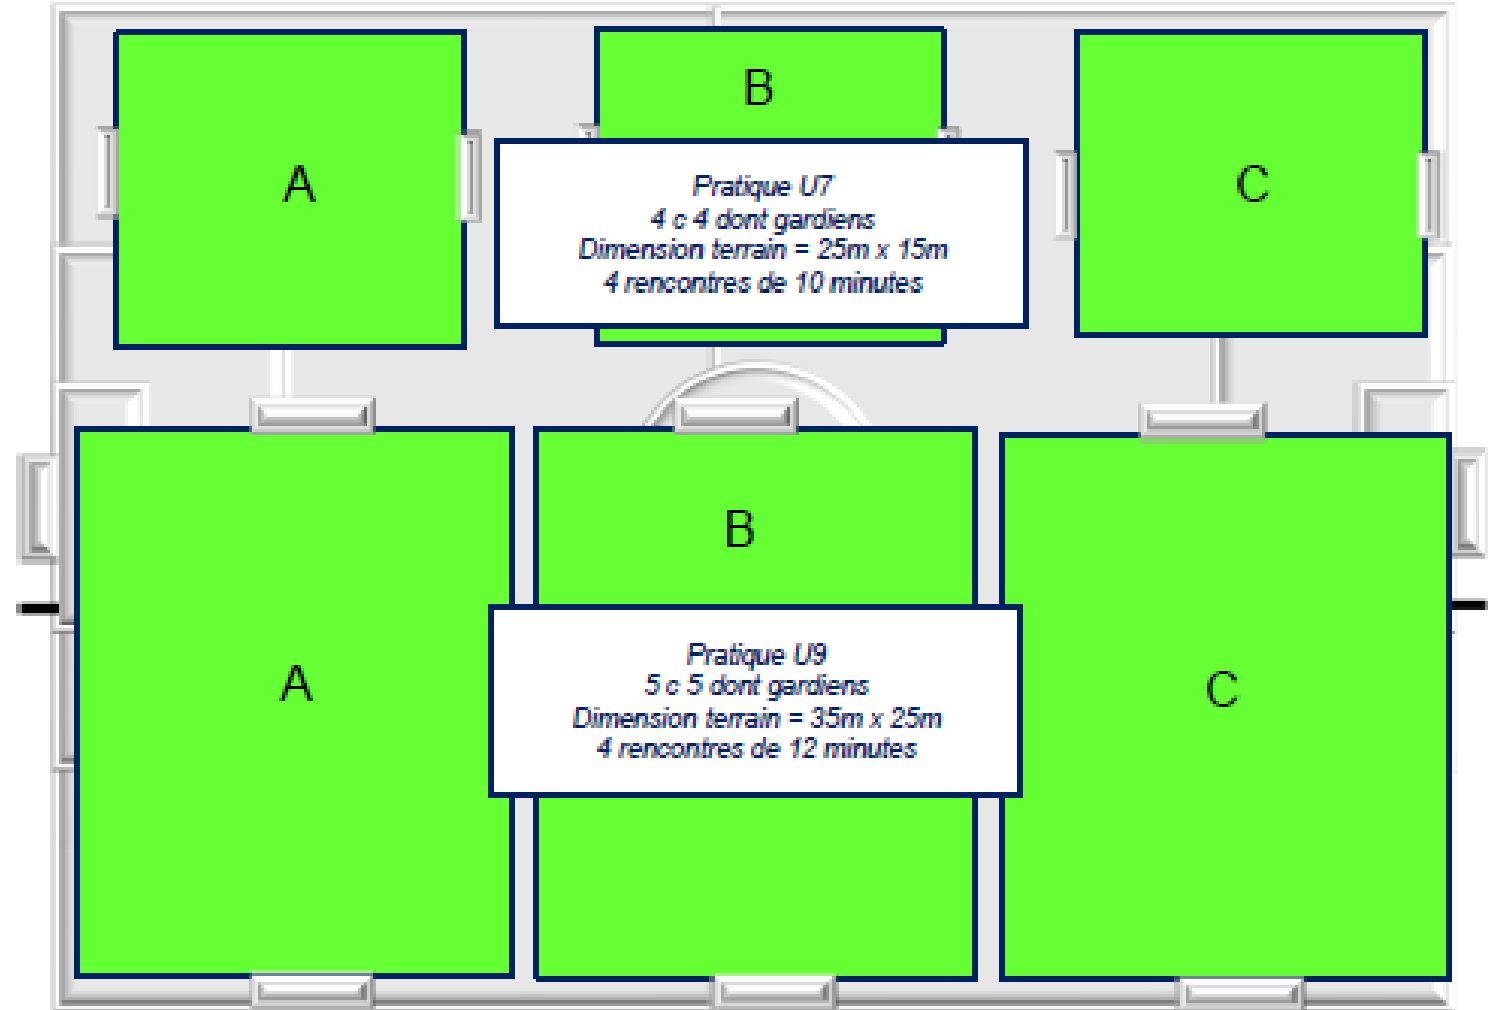 A
B
C
Pratique U7
4 c 4 dont gardiens
Dimension terrain = 25m x 15m
4 rencontres de 10 minutes
A
B
C
Pratique U9
5 c 5 dont gardiens
Dimension terrain = 35m x 25m
4 rencontres de 12 minutes